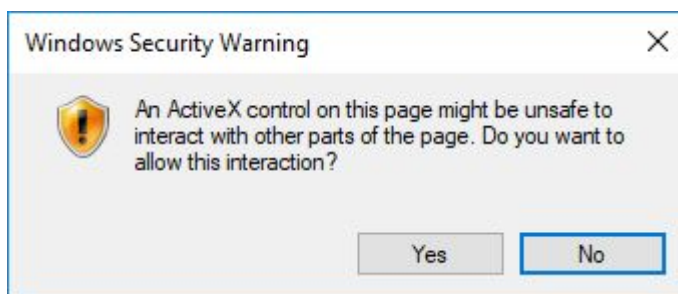 Windows Security Warning
An ActiveX control on this page might be unsafe to
interact with other parts of the page. Do you want to
allow this interaction?
Yes No